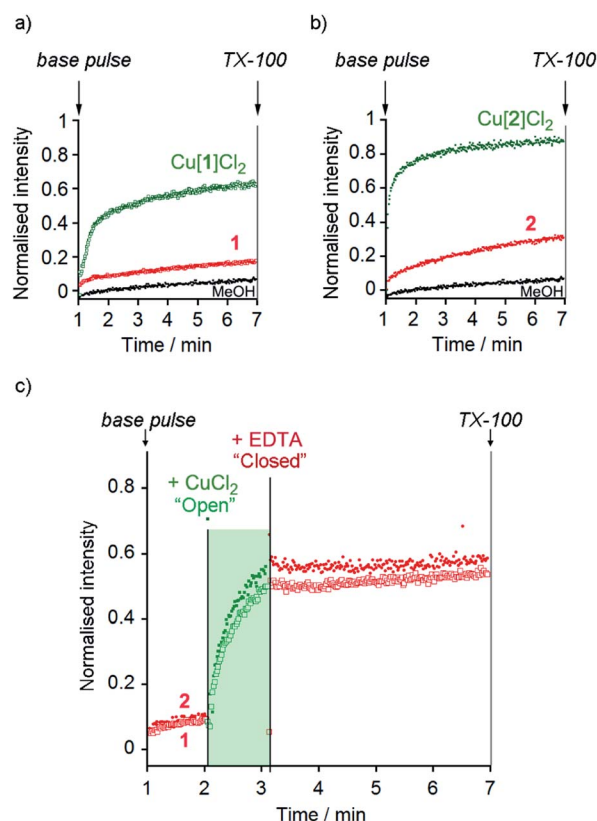 a)
base pulse TX-100
Normalised intensity
1
0.8
0.6
0.4
0.2
0
Cu[1]Cl₂
1
MeOH
1 2 3 4 5 6 7
Time / min
b)
base pulse TX-100
Normalised intensity
1
0.8
0.6
0.4
0.2
0
Cu[2]Cl₂
2
MeOH
1 2 3 4 5 6 7
Time / min
c)
base pulse TX-100
+ EDTA
"Closed"
+ CuCl₂
"Open"
Normalised intensity
0.8
0.6
0.4
0.2
0
2
1
1 2 3 4 5 6 7
Time / min